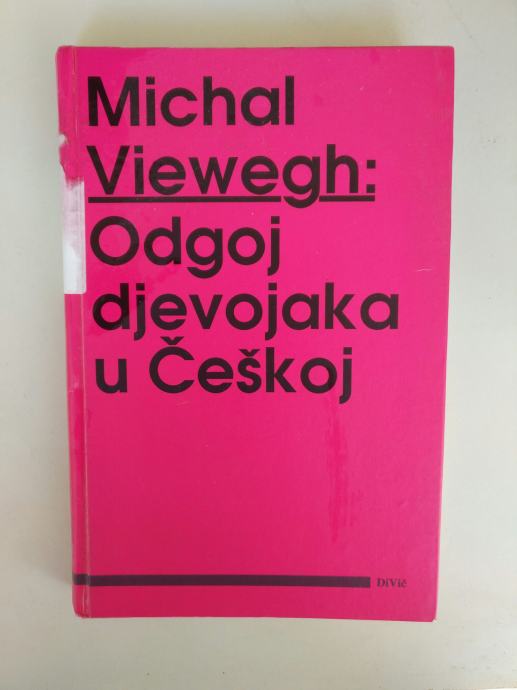 Michal
Viewegh:
Odgoj
djevojaka
u Češkoj
DiVič